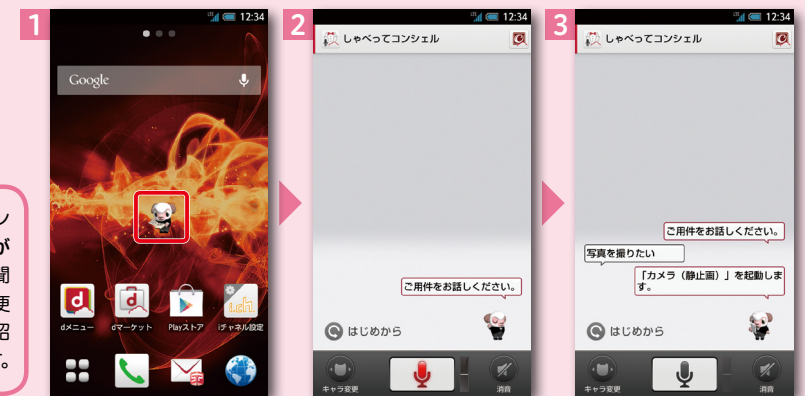 ン
が
聞
便
紹
。
1
12:34
Google
dメニュー
dマーケット
Playストア
iチャネル設定
2
12:34
しゃべってコンシェル
ご用件をお話しください。
はじめから
キャラ変更
消音
3
12:34
しゃべってコンシェル
ご用件をお話しください。
写真を撮りたい
「カメラ（静止画）」を起動しま
す。
はじめから
キャラ変更
消音